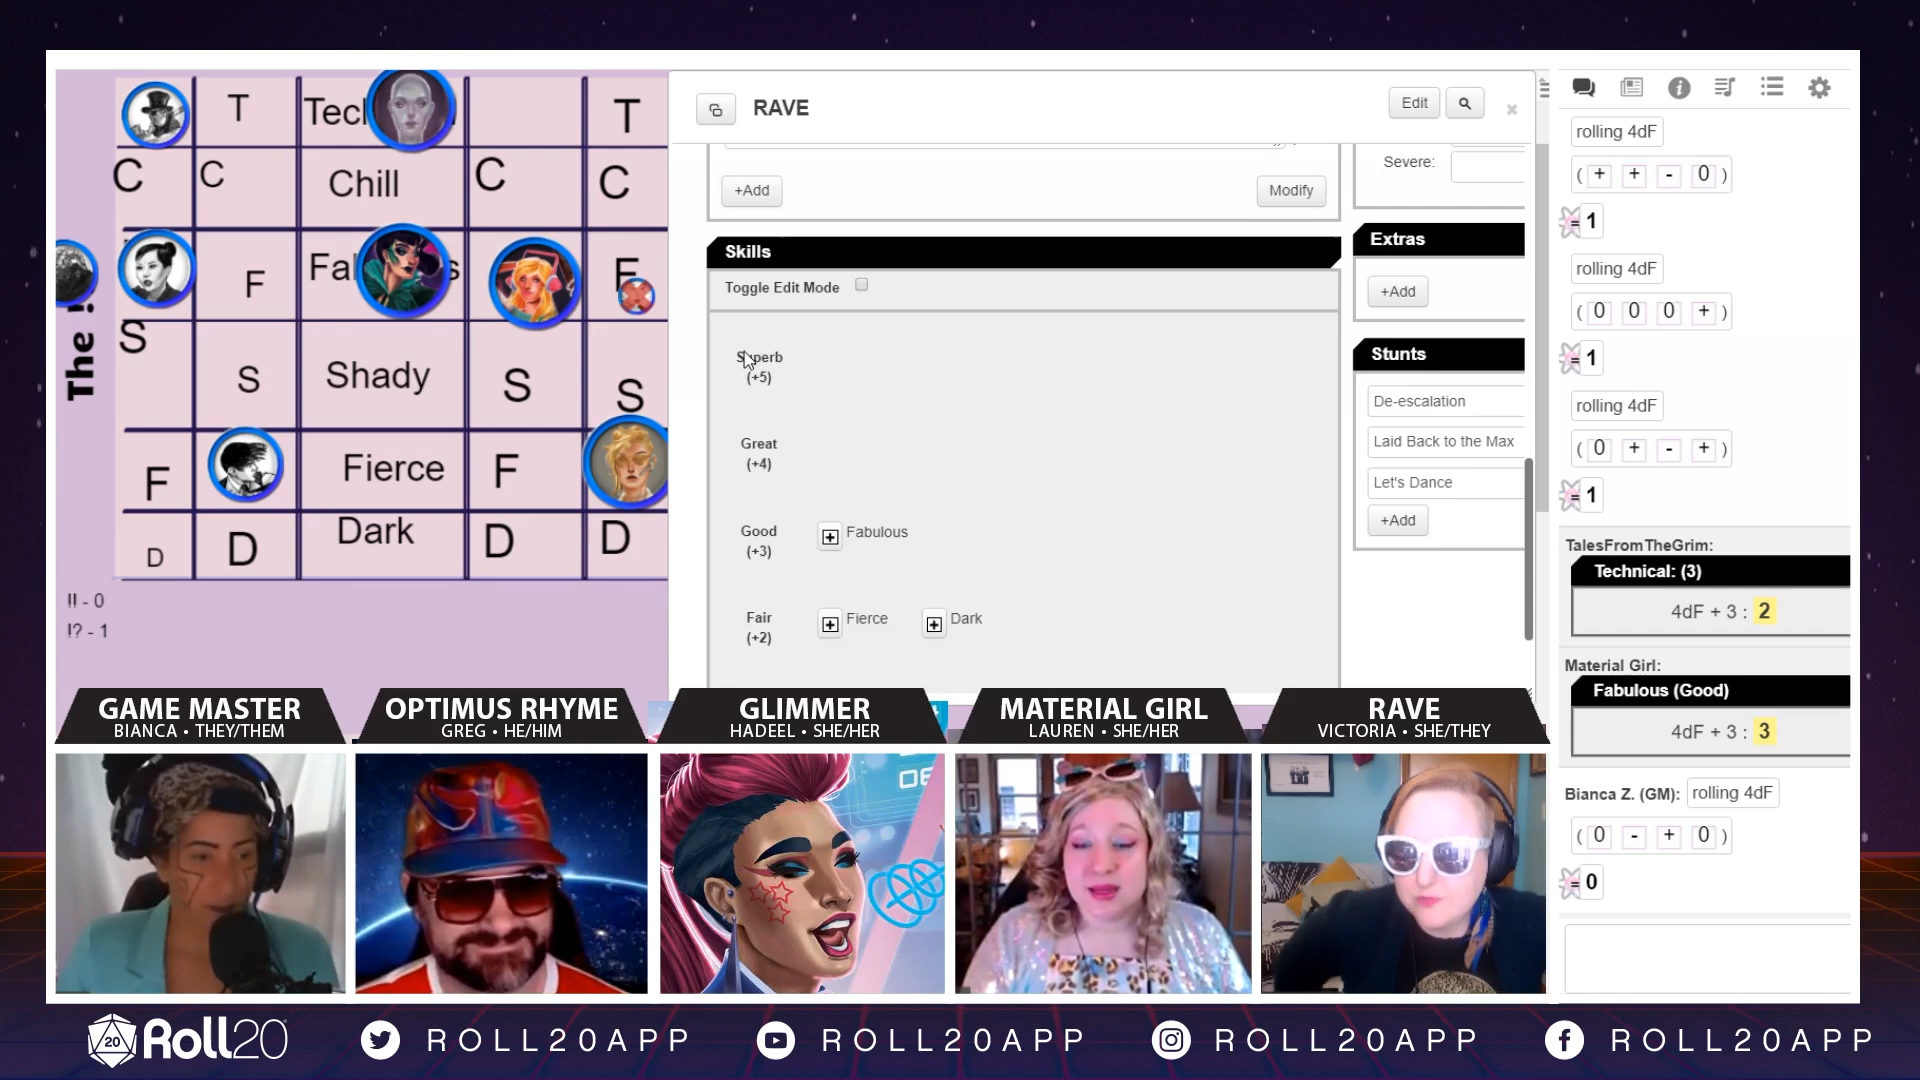 T
Tec
T
C
C
Chill
C
C
F
Fa
s
F
S
S
Shady
S
S
F
Fierce
F
D
D
Dark
D
D
The !
!! - 0
!? - 1
RAVE
Edit
Severe:
+Add
Modify
Skills
Toggle Edit Mode
Superb
(+5)
Great
(+4)
Good
(+3)
Fabulous
Fair
(+2)
Fierce
Dark
Extras
+Add
Stunts
De-escalation
Laid Back to the Max
Let's Dance
+Add
rolling 4dF
( + + - 0 )
= 1
rolling 4dF
( 0 0 0 + )
= 1
rolling 4dF
( 0 + - + )
= 1
TalesFromTheGrim:
Technical: (3)
4dF + 3 : 2
Material Girl:
Fabulous (Good)
4dF + 3 : 3
Bianca Z. (GM): rolling 4dF
( 0 - + 0 )
= 0
GAME MASTER
BIANCA • THEY/THEM
OPTIMUS RHYME
GREG • HE/HIM
GLIMMER
HADEEL • SHE/HER
MATERIAL GIRL
LAUREN • SHE/HER
RAVE
VICTORIA • SHE/THEY
20 Roll20
ROLL20APP
ROLL20APP
ROLL20APP
ROLL20APP